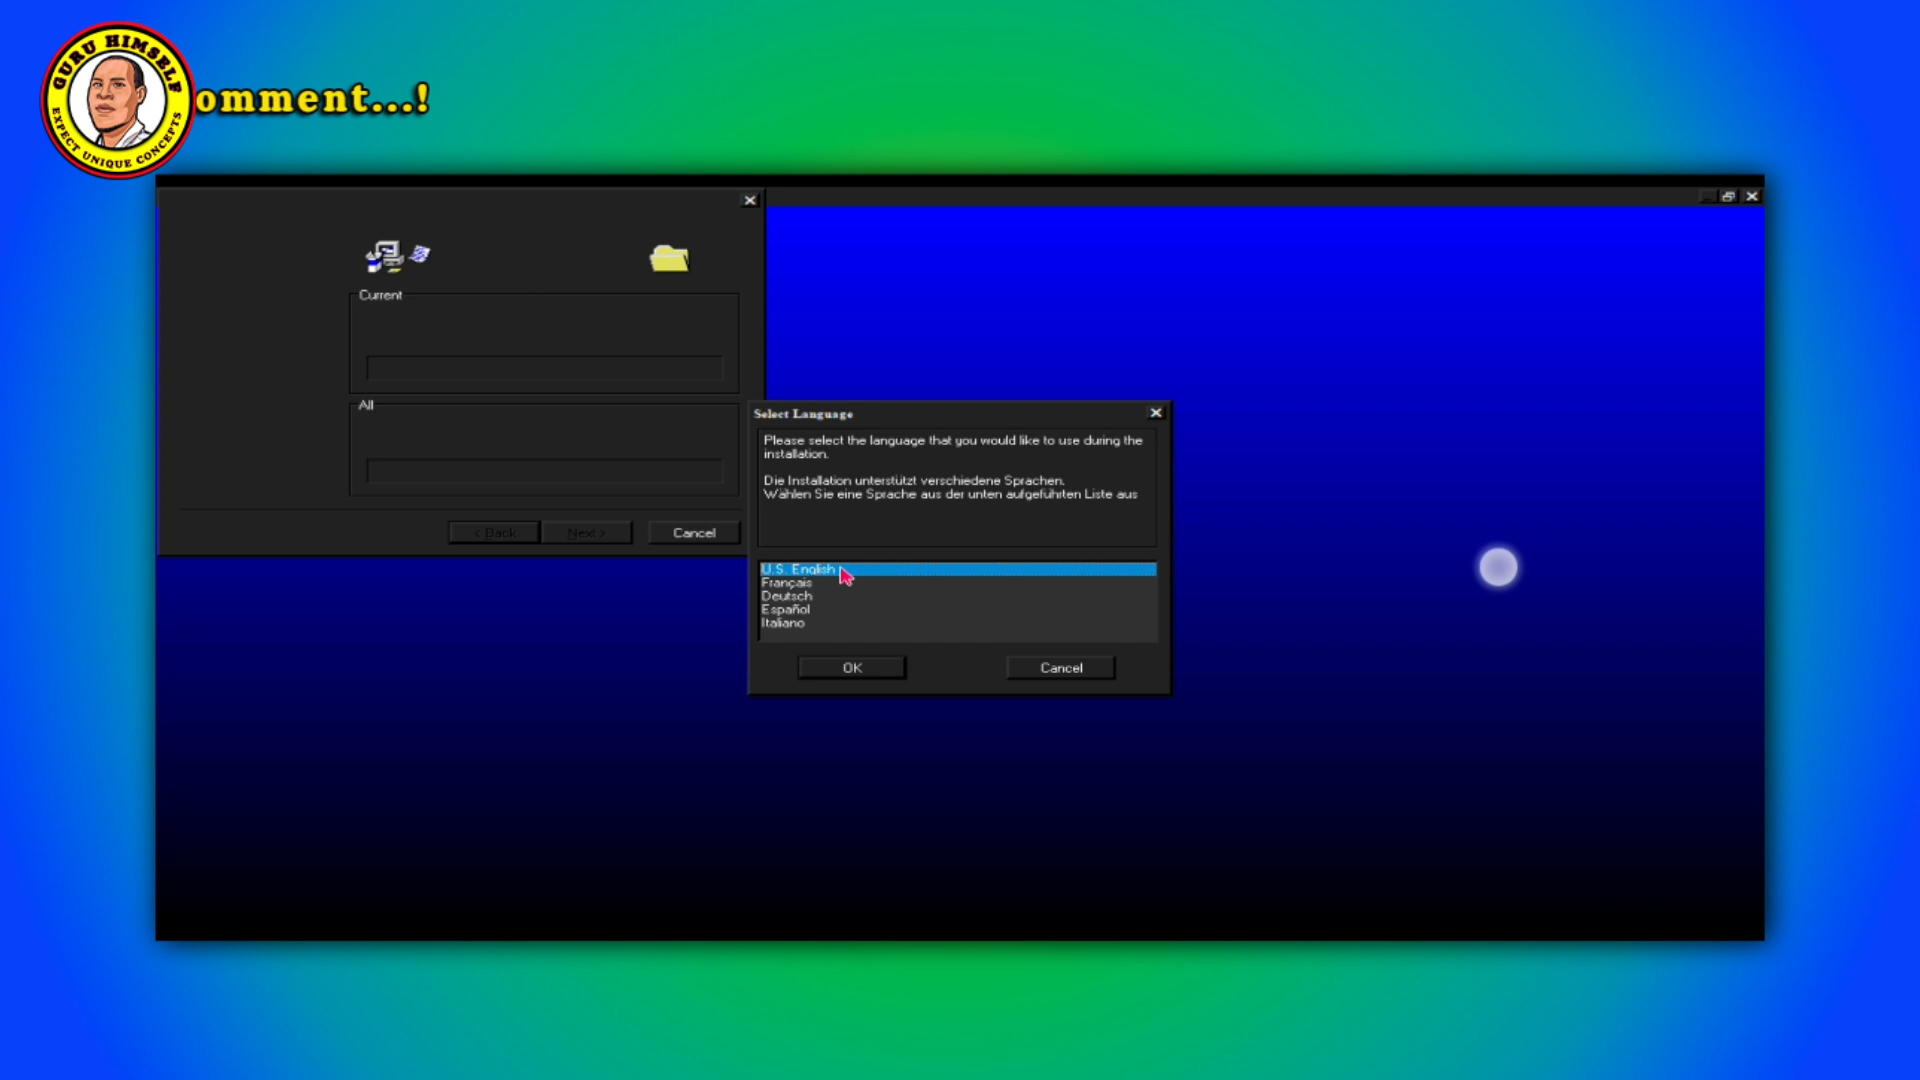 GURU HIMSELF
EXPECT UNIQUE CONCEPTS
omment...!
Current
All
< Back
Next >
Cancel
Select Language
Please select the language that you would like to use during the
installation.
Die Installation unterstützt verschiedene Sprachen.
Wählen Sie eine Sprache aus der unten aufgeführten Liste aus
U.S. English
Français
Deutsch
Español
Italiano
OK
Cancel